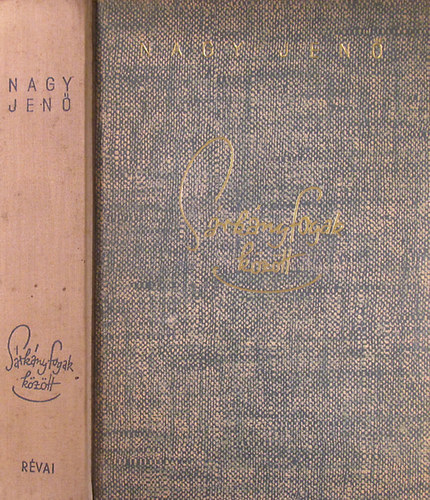 NAGY
JENŐ
Sárkányfogak
között
RÉVAI
NAGY JENŐ
Sárkányfogak
között